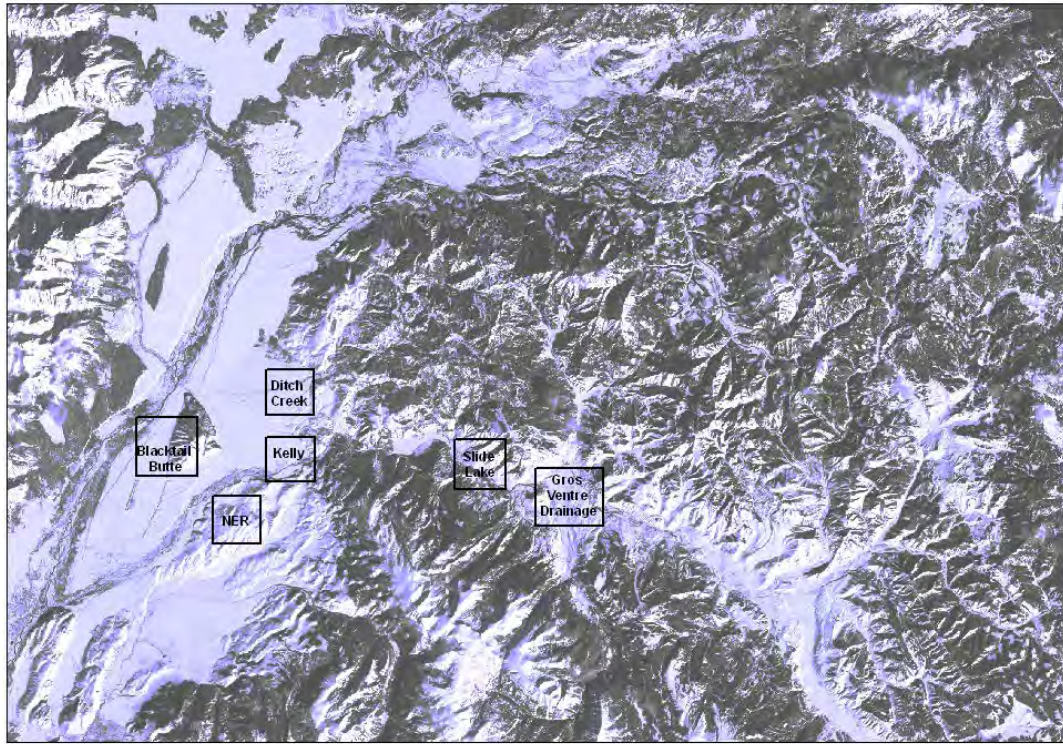 Ditch
Creek
Blacktail
Butte
Kelly
Slide
Lake
Gros
Ventre
Drainage
NER